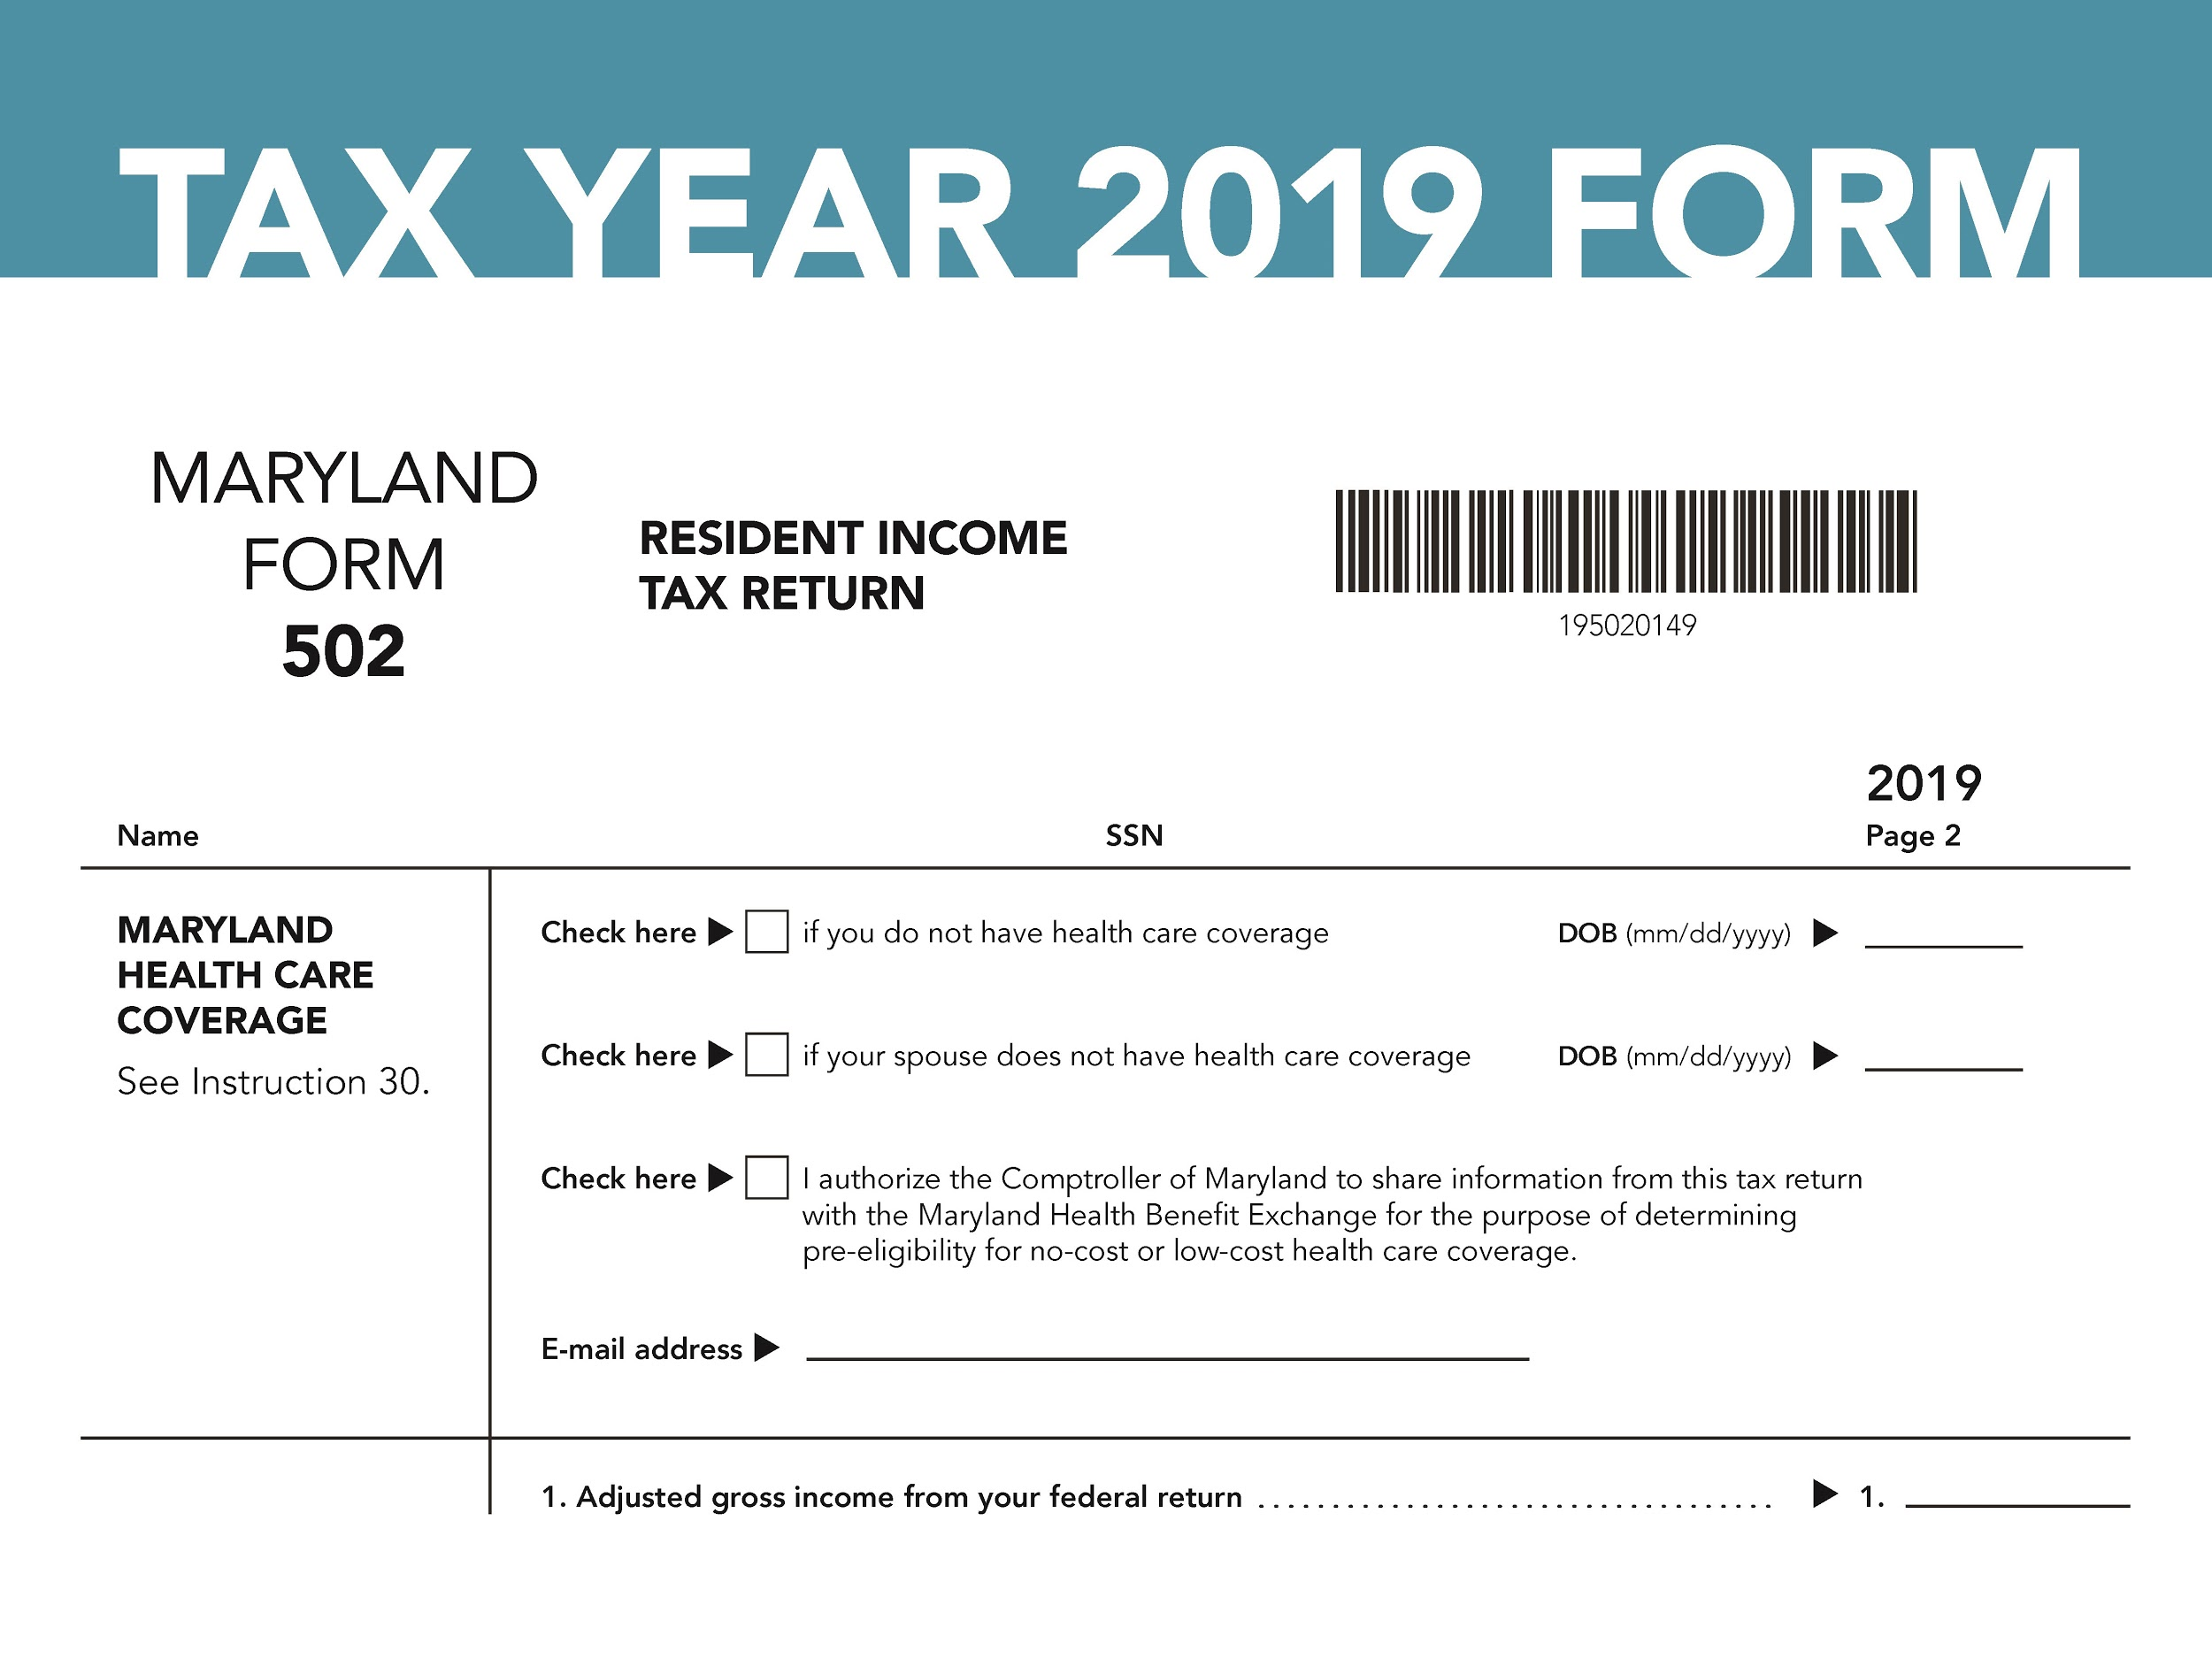 TAX YEAR 2019 FORM
MARYLAND
FORM
502
RESIDENT INCOME
TAX RETURN
195020149
2019
Name SSN Page 2
MARYLAND
HEALTH CARE
COVERAGE
See Instruction 30.
Check here ▶ if you do not have health care coverage DOB (mm/dd/yyyy) ▶
Check here ▶ if your spouse does not have health care coverage DOB (mm/dd/yyyy) ▶
Check here ▶ I authorize the Comptroller of Maryland to share information from this tax return
with the Maryland Health Benefit Exchange for the purpose of determining
pre-eligibility for no-cost or low-cost health care coverage.
E-mail address ▶
1. Adjusted gross income from your federal return ................................... ▶ 1.